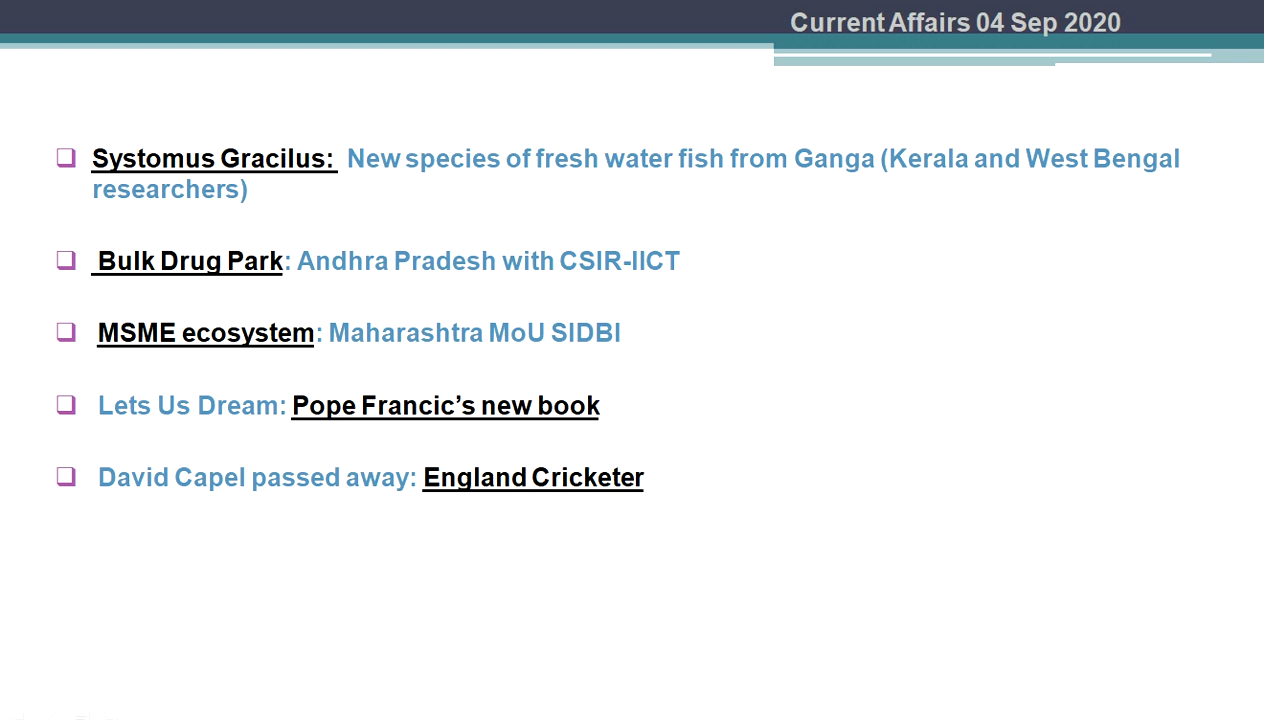 Current Affairs 04 Sep 2020
Systomus Gracilus: New species of fresh water fish from Ganga (Kerala and West Bengal
researchers)
Bulk Drug Park: Andhra Pradesh with CSIR-IICT
MSME ecosystem: Maharashtra MoU SIDBI
Lets Us Dream: Pope Francic’s new book
David Capel passed away: England Cricketer